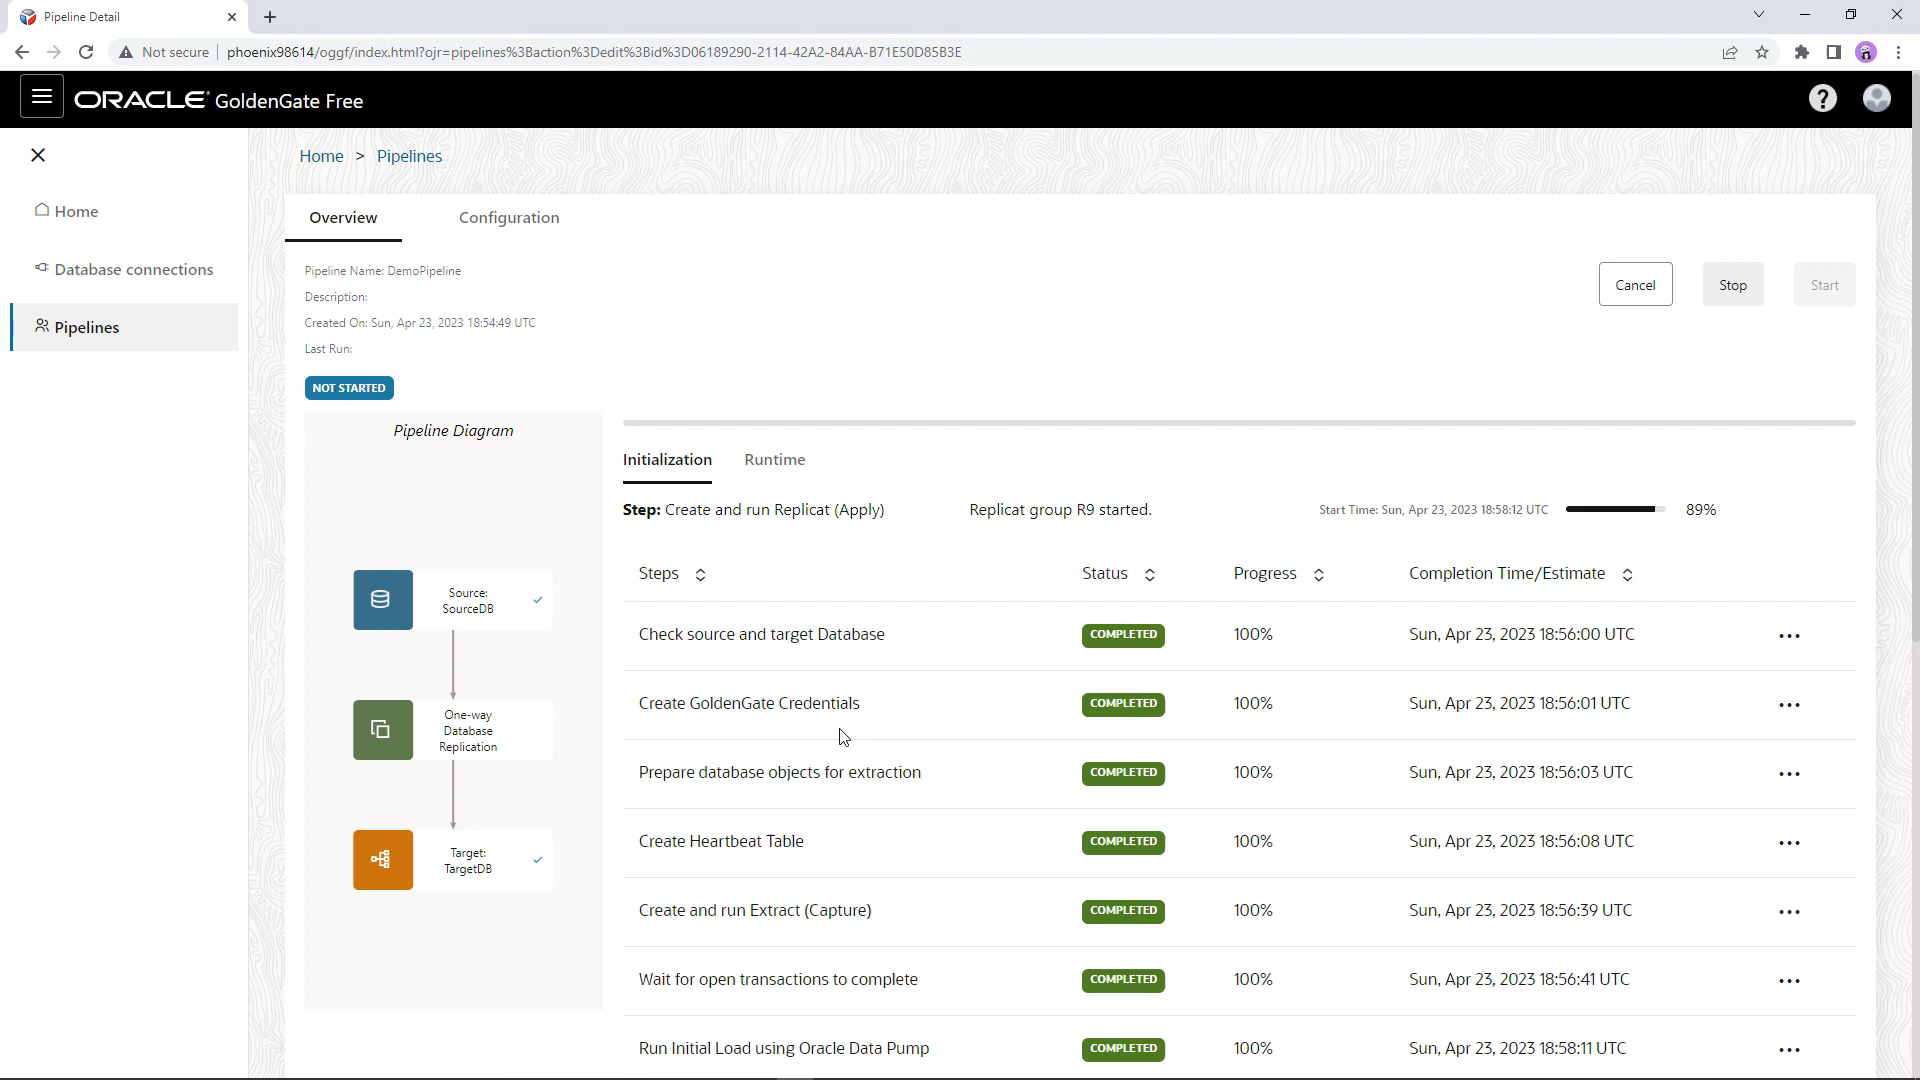 Pipeline Detail
Not secure
phoenix98614/oggf/index.html?ojr=pipelines%3Baction%3Dedit%3Bid%3D06189290-2114-42A2-84AA-B71E50D85B3E
ORACLE GoldenGate Free
?
Home > Pipelines
Home
Database connections
Pipelines
Overview
Configuration
Pipeline Name: DemoPipeline
Description:
Created On: Sun, Apr 23, 2023 18:54:49 UTC
Last Run:
Cancel
Stop
Start
NOT STARTED
Pipeline Diagram
Source:
SourceDB
One-way
Database
Replication
Target:
TargetDB
Initialization
Runtime
Step: Create and run Replicat (Apply)
Replicat group R9 started.
Start Time: Sun, Apr 23, 2023 18:58:12 UTC
89%
Steps Status Progress Completion Time/Estimate
Check source and target Database COMPLETED 100% Sun, Apr 23, 2023 18:56:00 UTC
Create GoldenGate Credentials COMPLETED 100% Sun, Apr 23, 2023 18:56:01 UTC
Prepare database objects for extraction COMPLETED 100% Sun, Apr 23, 2023 18:56:03 UTC
Create Heartbeat Table COMPLETED 100% Sun, Apr 23, 2023 18:56:08 UTC
Create and run Extract (Capture) COMPLETED 100% Sun, Apr 23, 2023 18:56:39 UTC
Wait for open transactions to complete COMPLETED 100% Sun, Apr 23, 2023 18:56:41 UTC
Run Initial Load using Oracle Data Pump COMPLETED 100% Sun, Apr 23, 2023 18:58:11 UTC